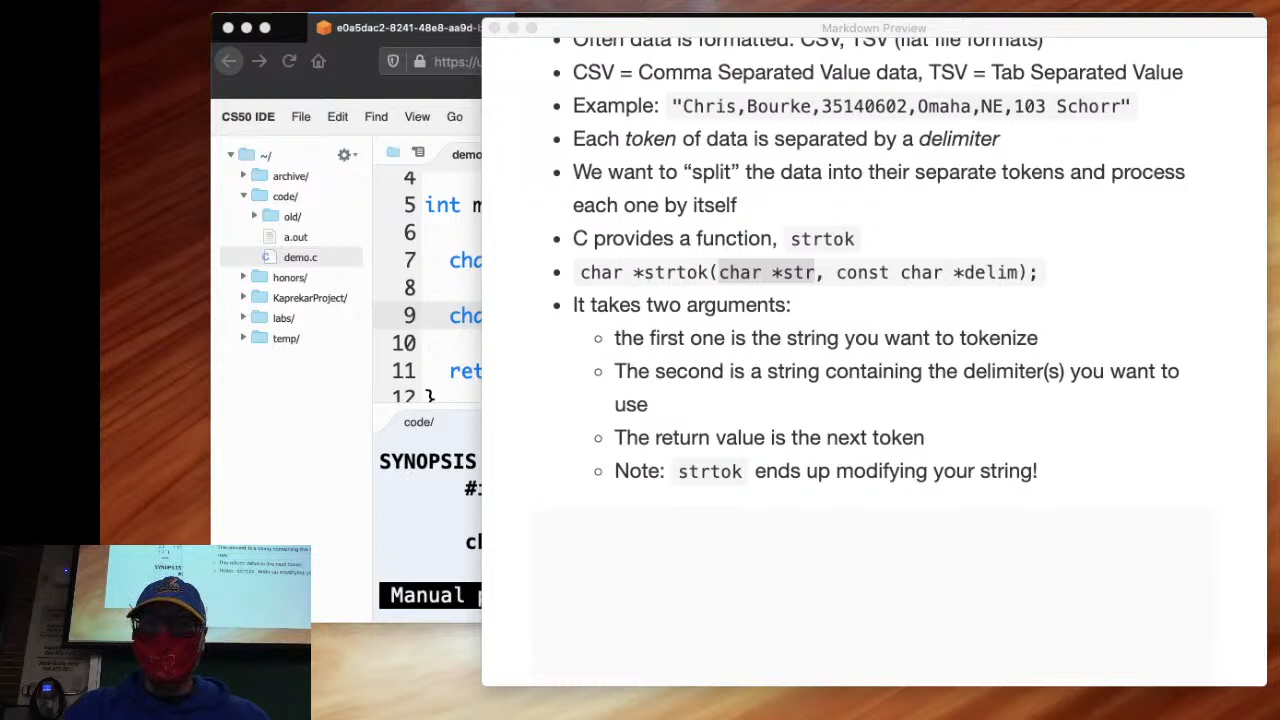 e0a5dac2-8241-48e8-aa9d-
Markdown Preview
https://
CS50 IDE File Edit Find View Go
~/
archive/
code/
old/
a.out
demo.c
honors/
KaprekarProject/
labs/
temp/
demo.
4
5 int m
6
7 cha
8
9 cha
10
11 ret
12 }
code/
SYNOPSIS
Manual
Often data is formatted: CSV, TSV (flat file formats)
CSV = Comma Separated Value data, TSV = Tab Separated Value
Example: "Chris,Bourke,35140602,Omaha,NE,103 Schorr"
Each token of data is separated by a delimiter
We want to “split” the data into their separate tokens and process
each one by itself
C provides a function, strtok
char *strtok(char *str, const char *delim);
It takes two arguments:
the first one is the string you want to tokenize
The second is a string containing the delimiter(s) you want to
use
The return value is the next token
Note: strtok ends up modifying your string!